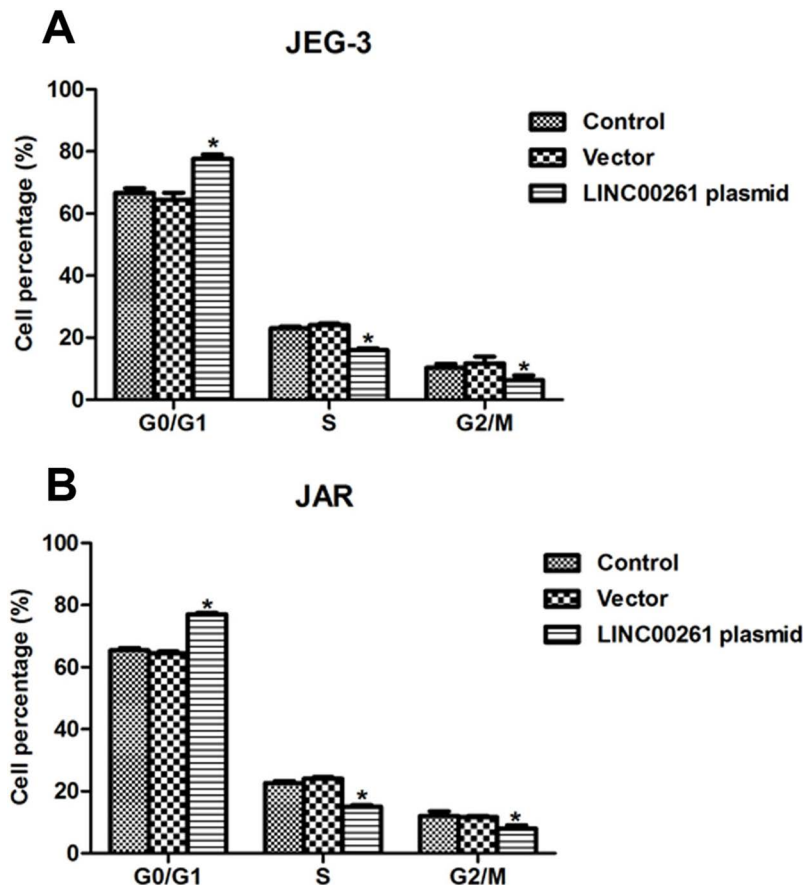 A
JEG-3
Cell percentage (%)
100
80
60
40
20
0
*
*
*
G0/G1
S
G2/M
Control
Vector
LINC00261 plasmid
B
JAR
Cell percentage (%)
100
80
60
40
20
0
*
*
*
G0/G1
S
G2/M
Control
Vector
LINC00261 plasmid